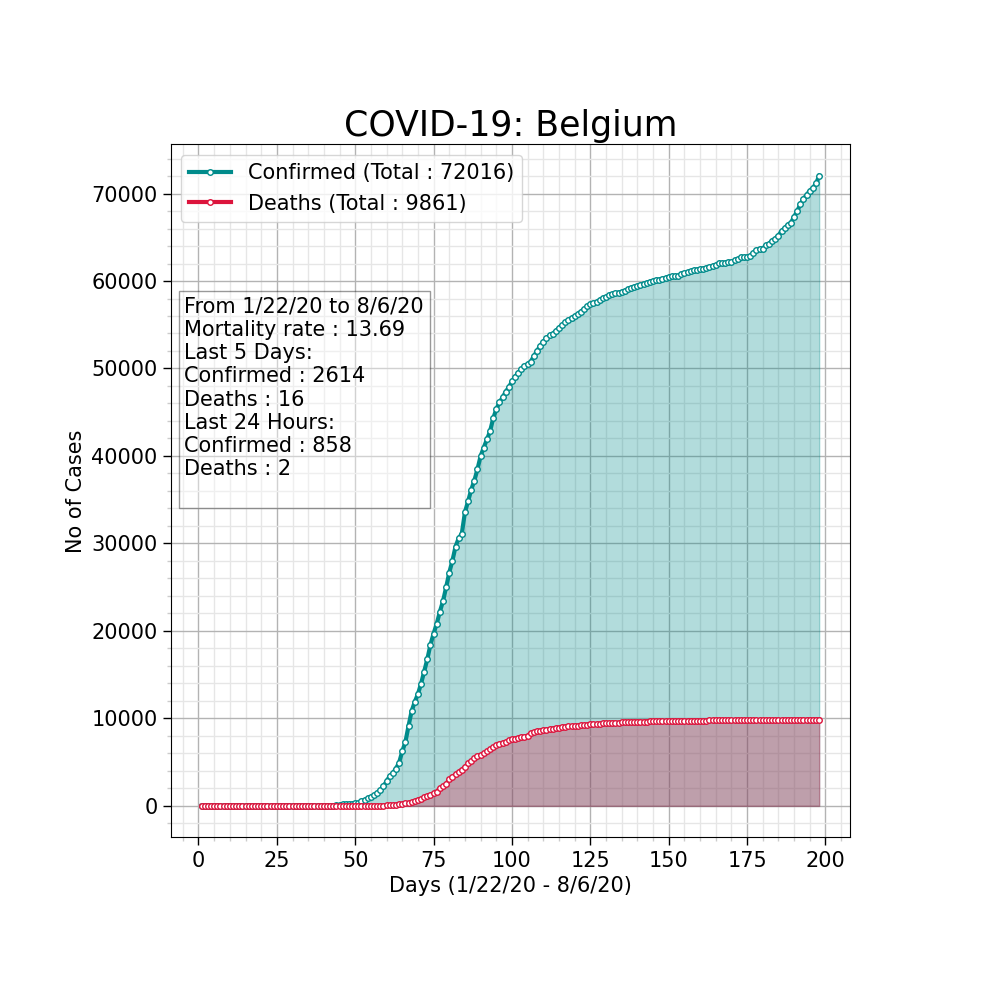 COVID-19: Belgium
Confirmed (Total : 72016)
Deaths (Total : 9861)
From 1/22/20 to 8/6/20
Mortality rate : 13.69
Last 5 Days:
Confirmed : 2614
Deaths : 16
Last 24 Hours:
Confirmed : 858
Deaths : 2
No of Cases
70000
60000
50000
40000
30000
20000
10000
0
0 25 50 75 100 125 150 175 200
Days (1/22/20 - 8/6/20)